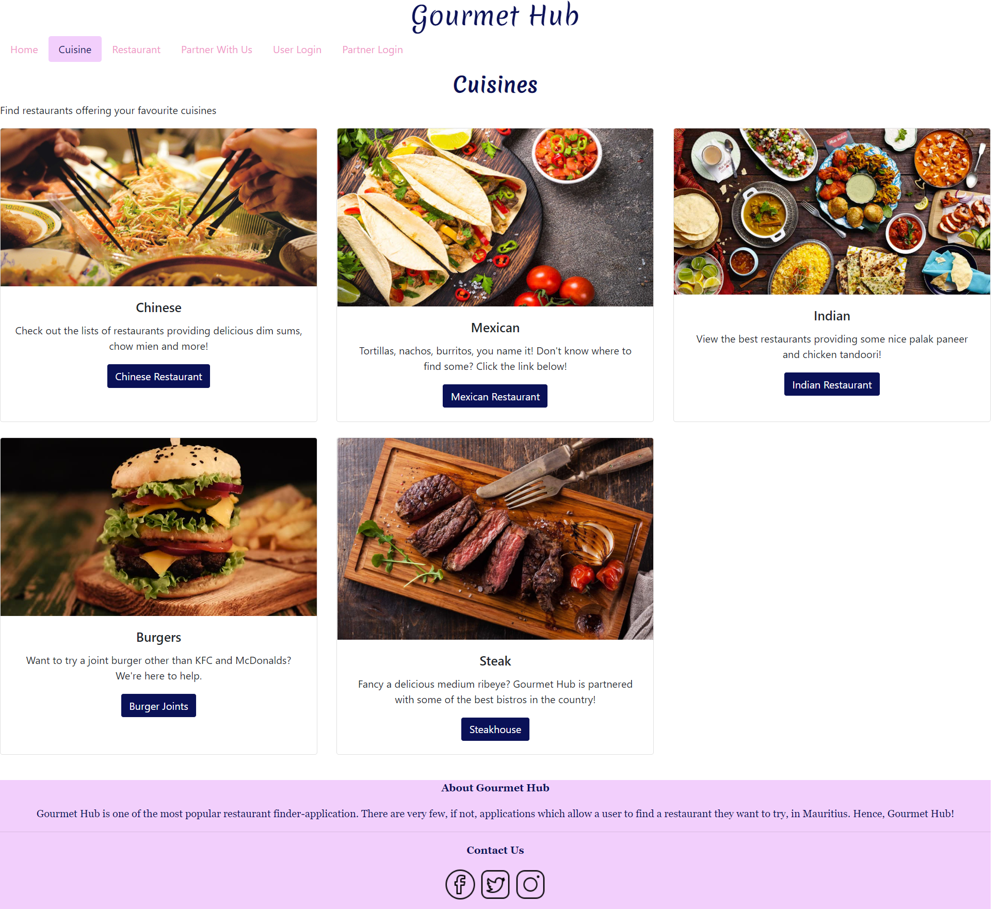 Gourmet Hub
Home Cuisine Restaurant Partner With Us User Login Partner Login
Cuisines
Find restaurants offering your favourite cuisines
Miss India
Chinese
Check out the lists of restaurants providing delicious dim sums,
chow mien and more!
Chinese Restaurant
Mexican
Tortillas, nachos, burritos, you name it! Don't know where to
find some? Click the link below!
Mexican Restaurant
Indian
View the best restaurants providing some nice palak paneer
and chicken tandoori!
Indian Restaurant
Burgers
Want to try a joint burger other than KFC and McDonalds?
We're here to help.
Burger Joints
Steak
Fancy a delicious medium ribeye? Gourmet Hub is partnered
with some of the best bistros in the country!
Steakhouse
About Gourmet Hub
Gourmet Hub is one of the most popular restaurant finder-application. There are very few, if not, applications which allow a user to find a restaurant they want to try, in Mauritius. Hence, Gourmet Hub!
Contact Us